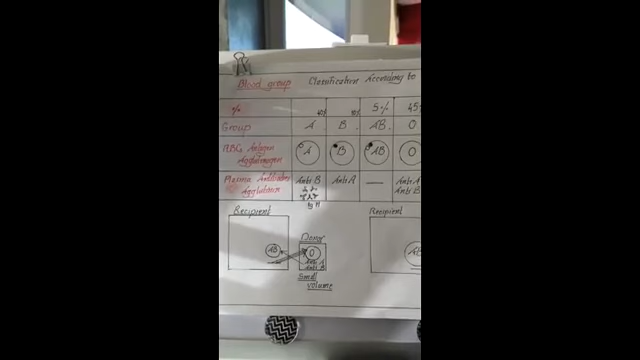 Blood group Classification According to
% 40% 10% 5% 45
Group A B AB O
ABO Antigen A B AB O
Agglutinogen
Plasma Antibodies Anti B Anti A — Anti A
Agglutinin Anti B
Recipient Recipient
Donor
AB O AB
Anti A
Anti B
Small
volume